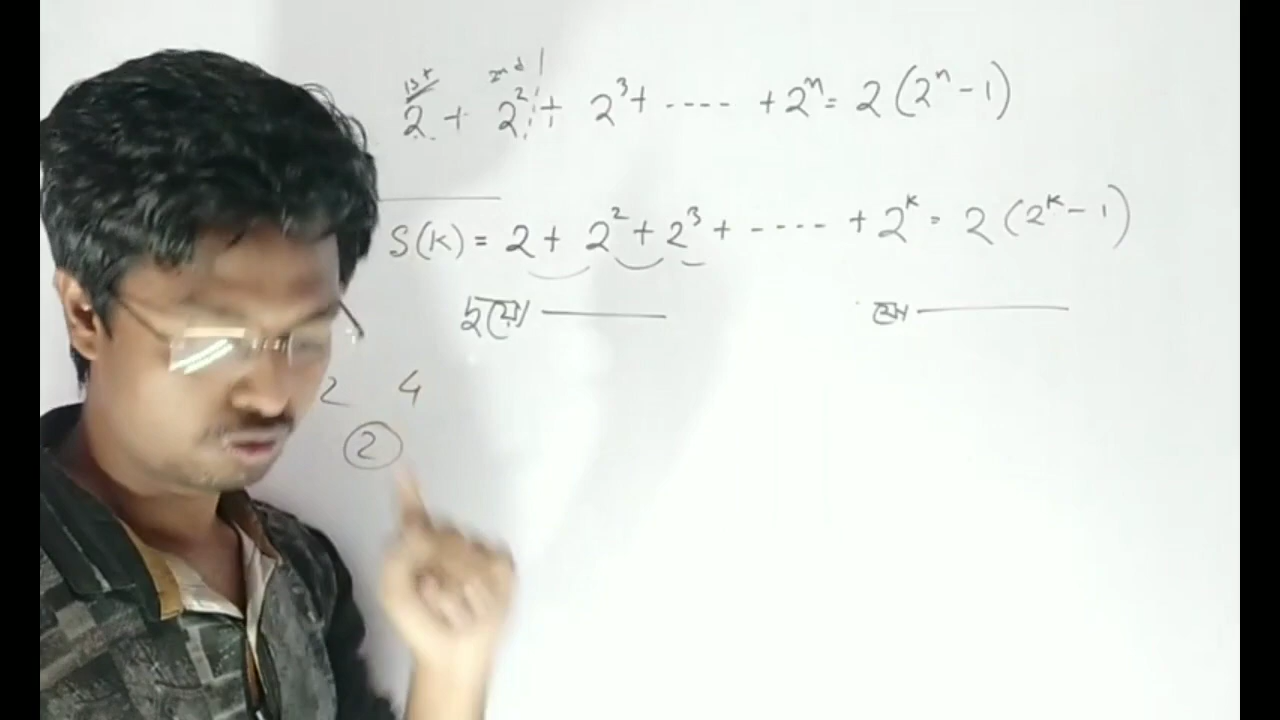 1st 2nd
2 + 2² + 2³ + ---- + 2ⁿ = 2(2ⁿ - 1)
S(k) = 2 + 2² + 2³ + ---- + 2ᵏ = 2(2ᵏ - 1)
2 4
2